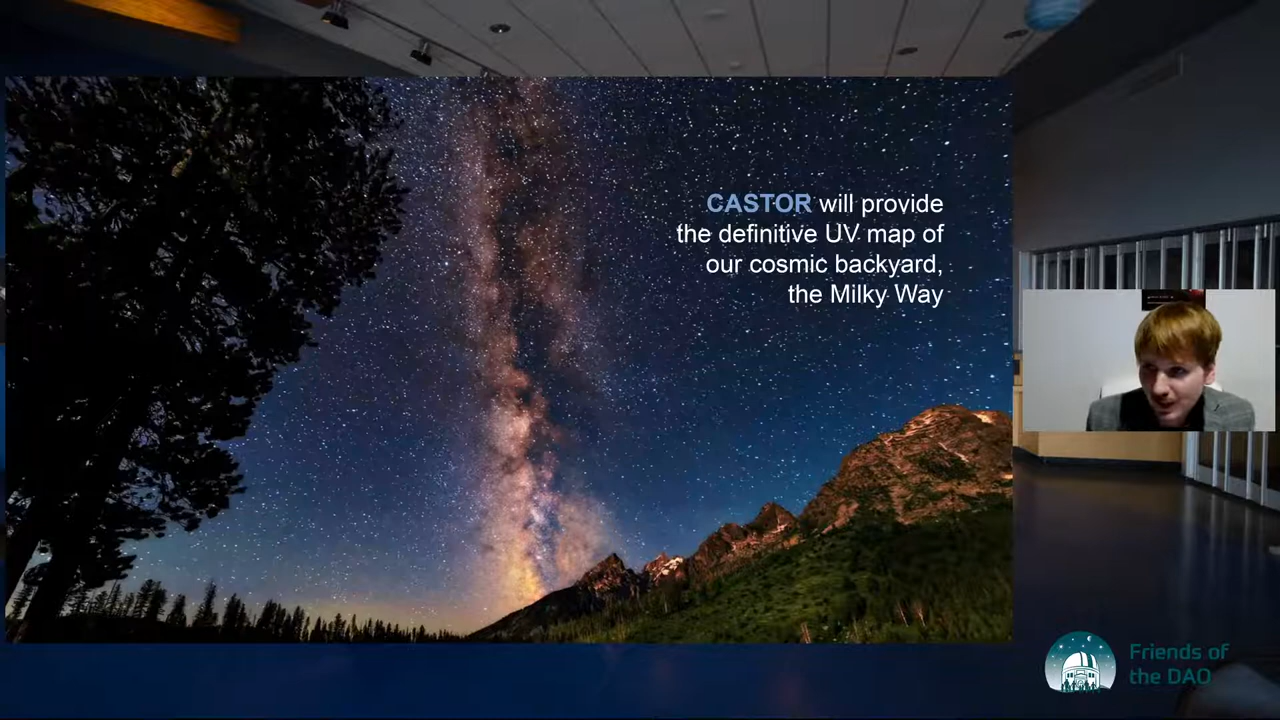 CASTOR will provide
the definitive UV map of
our cosmic backyard,
the Milky Way
Friends of
the DAO